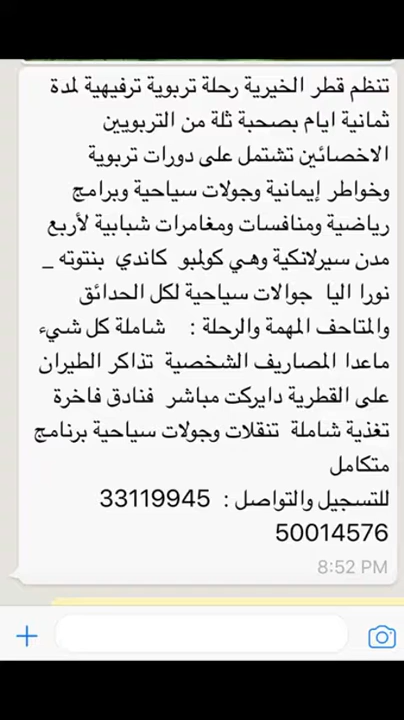 تنظم قطر الخيرية رحلة تربوية ترفيهية لمدة
ثمانية ايام بصحبة ثلة من التربويين
الاخصائين تشتمل على دورات تربوية
وخواطر إيمانية وجولات سياحية وبرامج
رياضية ومنافسات ومغامرات شبابية لأربع
مدن سيرلانكية وهي كولمبو كاندي بنتوته _
نورا اليا جوالات سياحية لكل الحدائق
والمتاحف المهمة والرحلة : شاملة كل شيء
ماعدا المصاريف الشخصية تذاكر الطيران
على القطرية دايركت مباشر فنادق فاخرة
تغذية شاملة تنقلات وجولات سياحية برنامج
متكامل
للتسجيل والتواصل : 33119945
50014576
8:52 PM